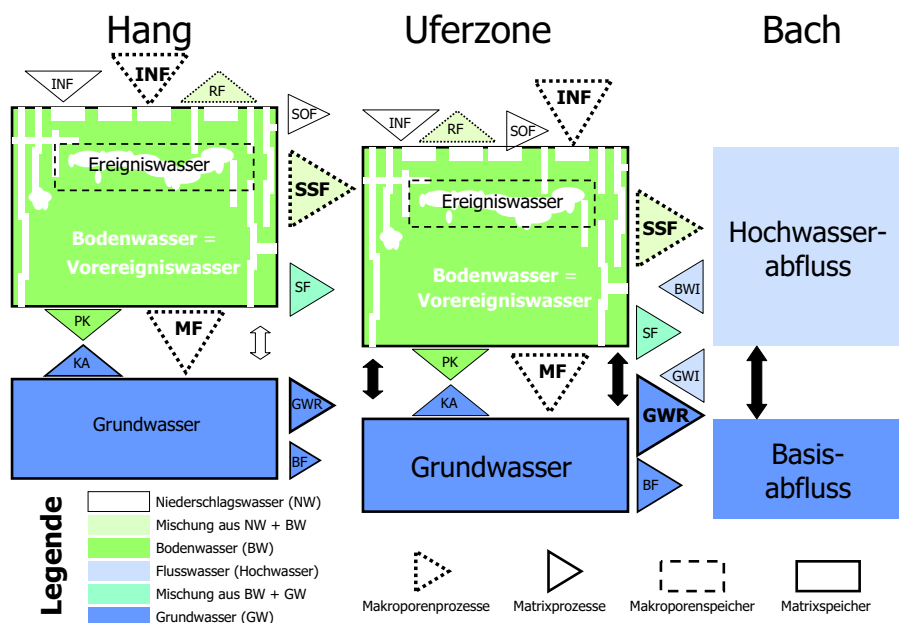 Hang
Uferzone
Bach
INF
INF
RF
SOF
Ereigniswasser
SSF
Bodenwasser =
Vorereigniswasser
SF
PK
MF
KA
Grundwasser
GWR
BF
INF
RF
SOF
INF
Ereigniswasser
SSF
Bodenwasser =
Vorereigniswasser
BWI
SF
PK
MF
GWI
KA
GWR
Grundwasser
BF
Hochwasser-
abfluss
Basis-
abfluss
Legende
Niederschlagswasser (NW)
Mischung aus NW + BW
Bodenwasser (BW)
Flusswasser (Hochwasser)
Mischung aus BW + GW
Grundwasser (GW)
Makroporenprozesse
Matrixprozesse
Makroporenspeicher
Matrixspeicher